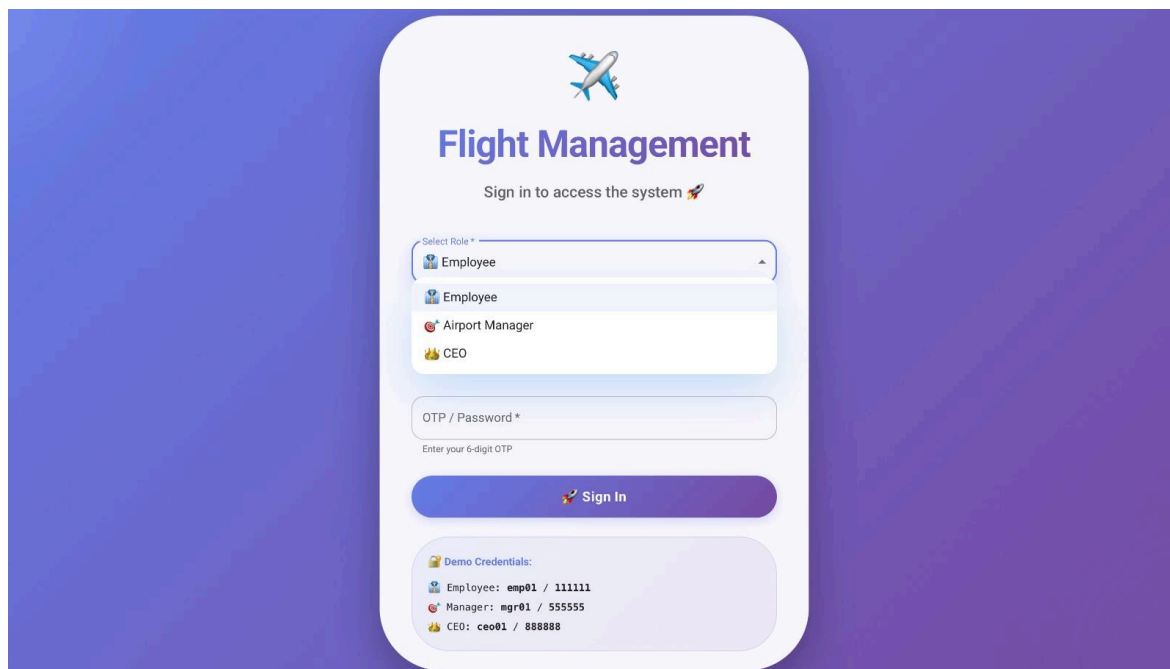 Flight Management
Sign in to access the system 🚀
Select Role *
👔 Employee
👔 Employee
🎯 Airport Manager
👑 CEO
OTP / Password *
Enter your 6-digit OTP
🚀 Sign In
🔐 Demo Credentials:
👔 Employee: emp01 / 111111
🎯 Manager: mgr01 / 555555
👑 CEO: ceo01 / 888888